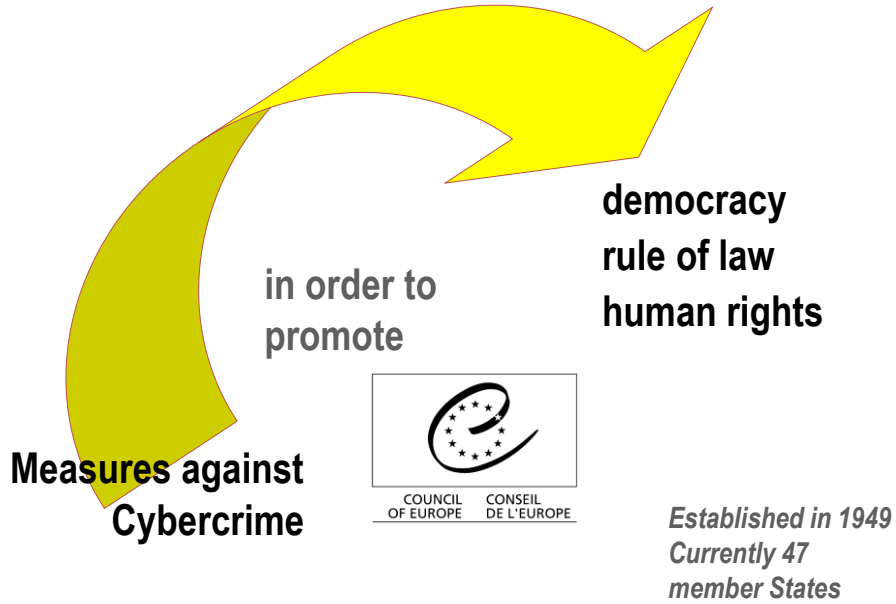 democracy
rule of law
human rights
in order to
promote
Measures against
Cybercrime
COUNCIL CONSEIL
OF EUROPE DE L'EUROPE
Established in 1949
Currently 47
member States